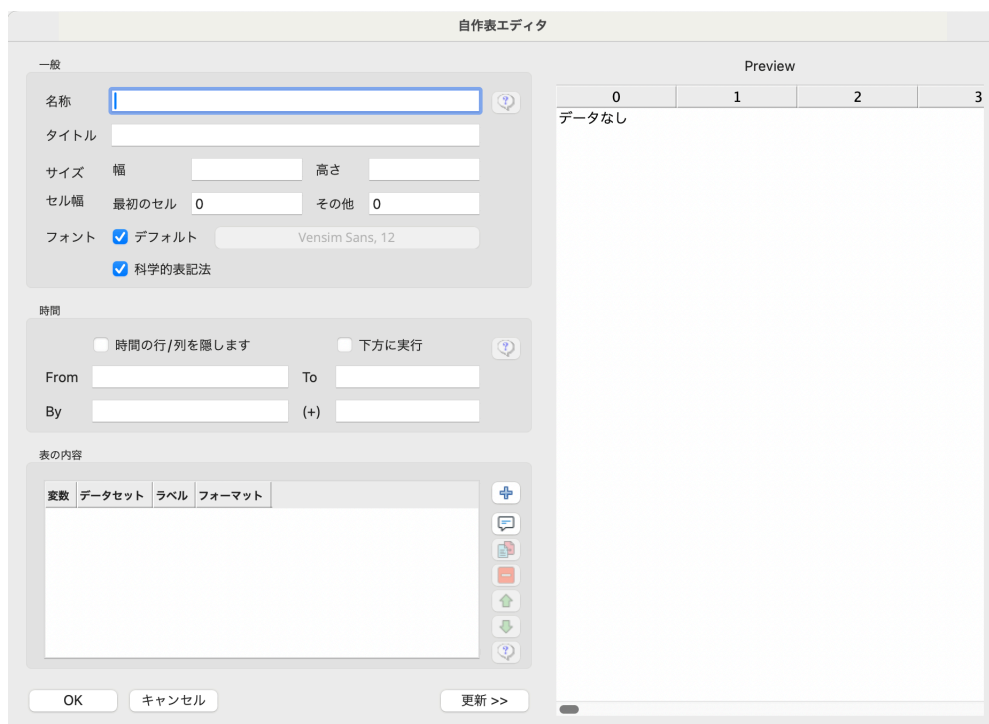 自作表エディタ
一般
名称
タイトル
サイズ 幅 高さ
セル幅 最初のセル 0 その他 0
フォント デフォルト Vensim Sans, 12
科学的表記法
時間
時間の行/列を隠します 下方に実行
From To
By (+)
表の内容
変数 データセット ラベル フォーマット
OK キャンセル 更新 >>
Preview
0 1 2 3
データなし